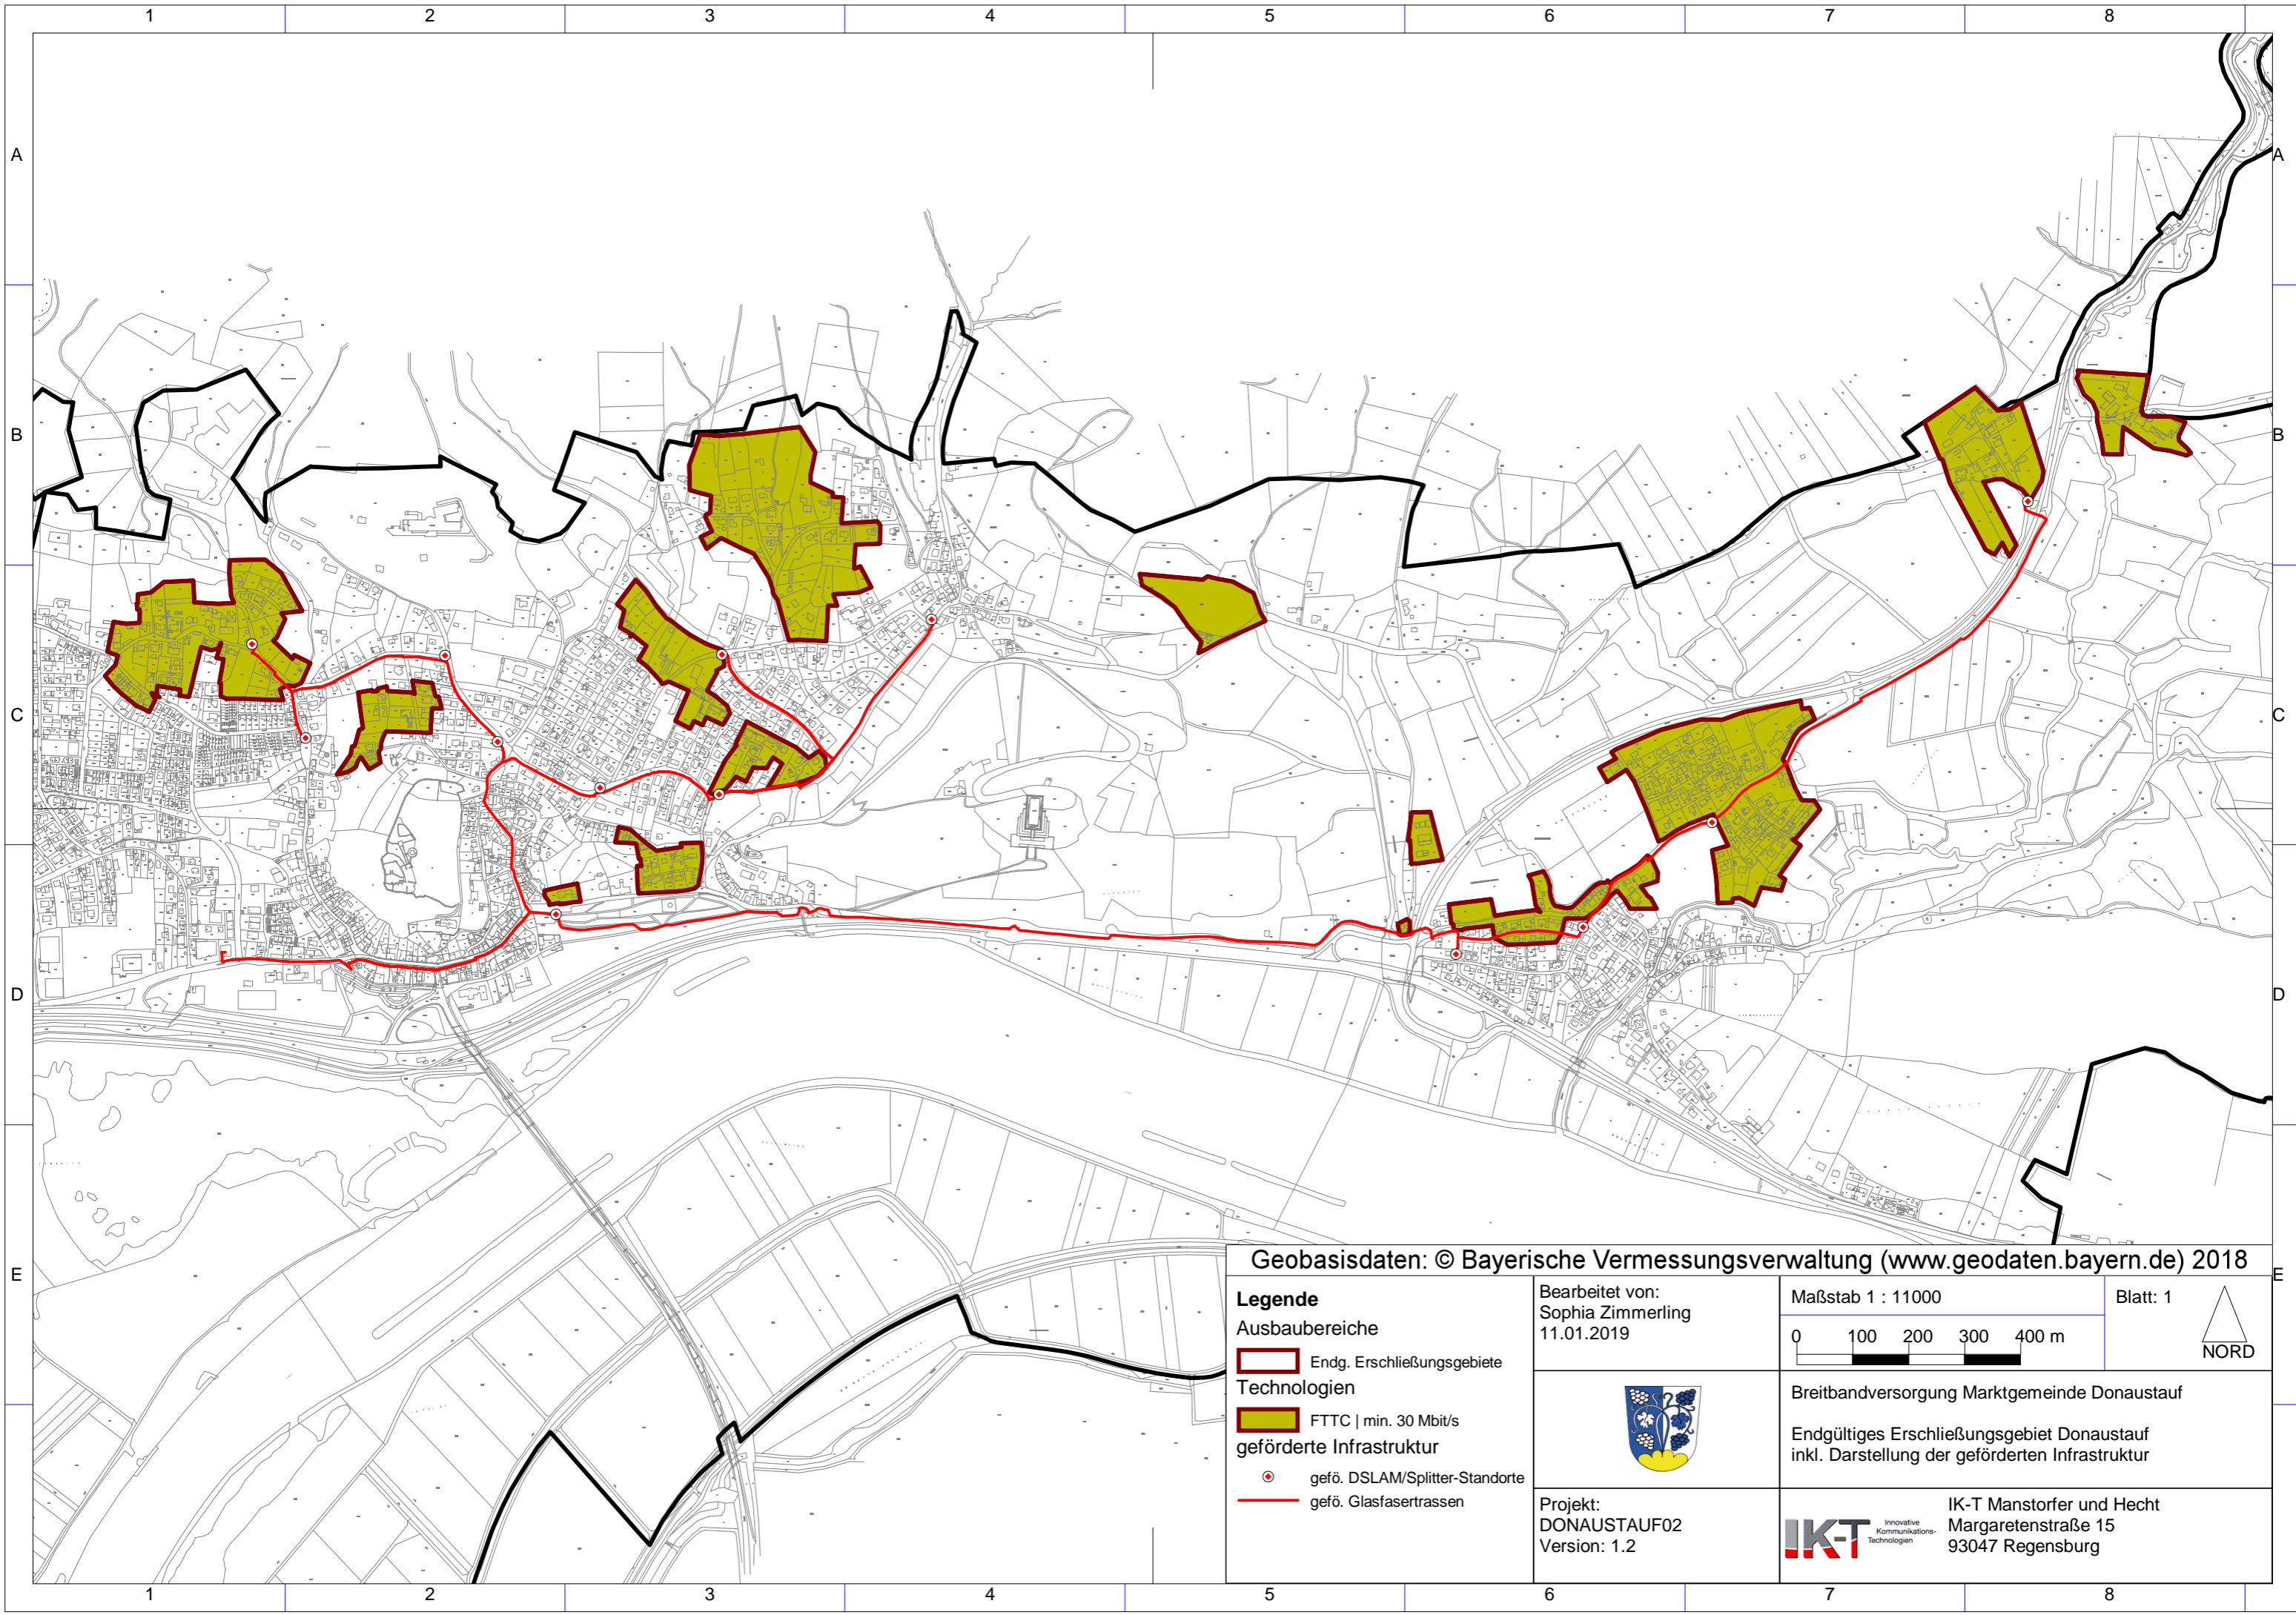 1 2 3 4 5 6 7 8
A A
B B
C C
D D
E E
Geobasisdaten: © Bayerische Vermessungsverwaltung (www.geodaten.bayern.de) 2018
Legende
Ausbaubereiche
Endg. Erschließungsgebiete
Technologien
FTTC | min. 30 Mbit/s
geförderte Infrastruktur
gefö. DSLAM/Splitter-Standorte
gefö. Glasfasertrassen
Bearbeitet von:
Sophia Zimmerling
11.01.2019
Maßstab 1 : 11000
Blatt: 1
0 100 200 300 400 m
NORD
Breitbandversorgung Marktgemeinde Donaustauf
Endgültiges Erschließungsgebiet Donaustauf
inkl. Darstellung der geförderten Infrastruktur
Projekt:
DONAUSTAUF02
Version: 1.2
IK-T
Innovative
Kommunikations-
Technologien
IK-T Manstorfer und Hecht
Margaretenstraße 15
93047 Regensburg
1 2 3 4 5 6 7 8